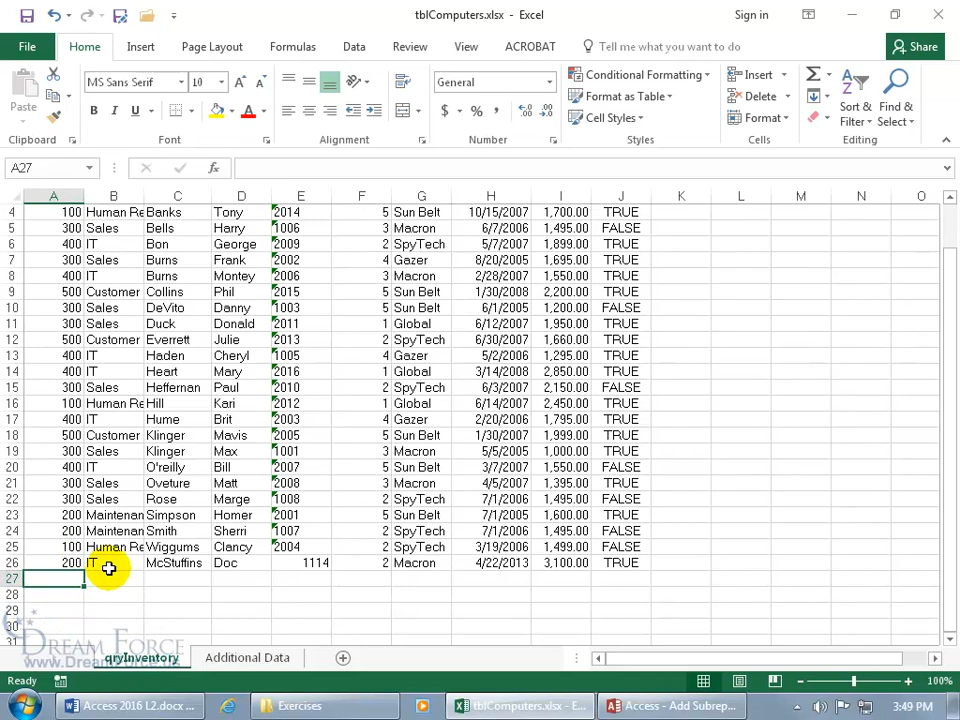 tblComputers.xlsx - Excel
Sign in
File Home Insert Page Layout Formulas Data Review View ACROBAT Tell me what you want to do Share
MS Sans Serif 10 General Conditional Formatting Insert
Paste Format as Table Delete Sort & Find &
B I U A $ % Cell Styles Format Filter Select
Clipboard Font Alignment Number Styles Cells Editing
A27 fx
A B C D E F G H I J K L M N O
4 100 Human Re Banks Tony 2014 5 Sun Belt 10/15/2007 1,700.00 TRUE
5 300 Sales Bells Harry 1006 3 Macron 6/7/2006 1,495.00 FALSE
6 400 IT Bon George 2009 2 SpyTech 5/7/2007 1,899.00 TRUE
7 300 Sales Burns Frank 2002 4 Gazer 8/20/2005 1,695.00 TRUE
8 400 IT Burns Montey 2006 3 Macron 2/28/2007 1,550.00 TRUE
9 500 Customer Collins Phil 2015 5 Sun Belt 1/30/2008 2,200.00 TRUE
10 300 Sales DeVito Danny 1003 5 Sun Belt 6/1/2005 1,200.00 FALSE
11 300 Sales Duck Donald 2011 1 Global 6/12/2007 1,950.00 TRUE
12 500 Customer Everrett Julie 2013 2 SpyTech 6/30/2007 1,660.00 TRUE
13 400 IT Haden Cheryl 1005 4 Gazer 5/2/2006 1,295.00 TRUE
14 400 IT Heart Mary 2016 1 Global 3/14/2008 2,850.00 TRUE
15 300 Sales Heffernan Paul 2010 2 SpyTech 6/3/2007 2,150.00 FALSE
16 100 Human Re Hill Kari 2012 1 Global 6/14/2007 2,450.00 TRUE
17 400 IT Hume Brit 2003 4 Gazer 2/20/2006 1,795.00 TRUE
18 500 Customer Klinger Mavis 2005 5 Sun Belt 1/30/2007 1,999.00 TRUE
19 300 Sales Klinger Max 1001 3 Macron 5/5/2005 1,000.00 TRUE
20 400 IT O'reilly Bill 2007 5 Sun Belt 3/7/2007 1,550.00 FALSE
21 300 Sales Oveture Matt 2008 3 Macron 4/5/2007 1,395.00 TRUE
22 300 Sales Rose Marge 1008 2 SpyTech 7/1/2006 1,495.00 FALSE
23 200 Maintenan Simpson Homer 2001 5 Sun Belt 7/1/2005 1,600.00 TRUE
24 200 Maintenan Smith Sherri 1007 2 SpyTech 7/1/2006 1,495.00 FALSE
25 100 Human Re Wiggums Clancy 2004 2 SpyTech 3/19/2006 1,499.00 FALSE
26 200 IT McStuffins Doc 1114 2 Macron 4/22/2013 3,100.00 TRUE
27
28
29
30
31
DREAM FORCE
www.DreamForce.us
qryInventory Additional Data
Ready 100%
Access 2016 L2.docx ... Exercises tblComputers.xlsx - E... Access - Add Subrep... 3:49 PM